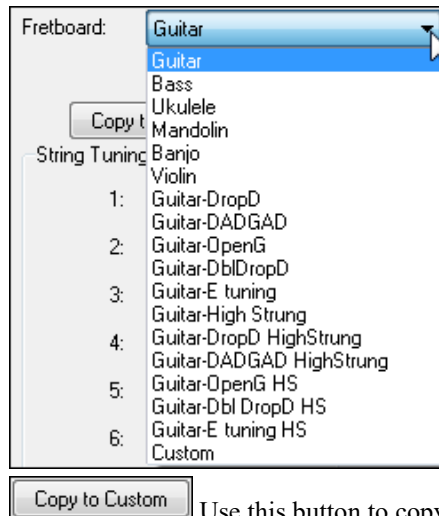 Fretboard: Guitar
Guitar
Bass
Ukulele
Copy t
Mandolin
String Tuning
Banjo
Violin
1: Guitar-DropD
Guitar-DADGAD
2: Guitar-OpenG
Guitar-DblDropD
3: Guitar-E tuning
Guitar-High Strung
4: Guitar-DropD HighStrung
Guitar-DADGAD HighStrung
5: Guitar-OpenG HS
Guitar-Dbl DropD HS
6: Guitar-E tuning HS
Custom
Copy to Custom Use this button to copy